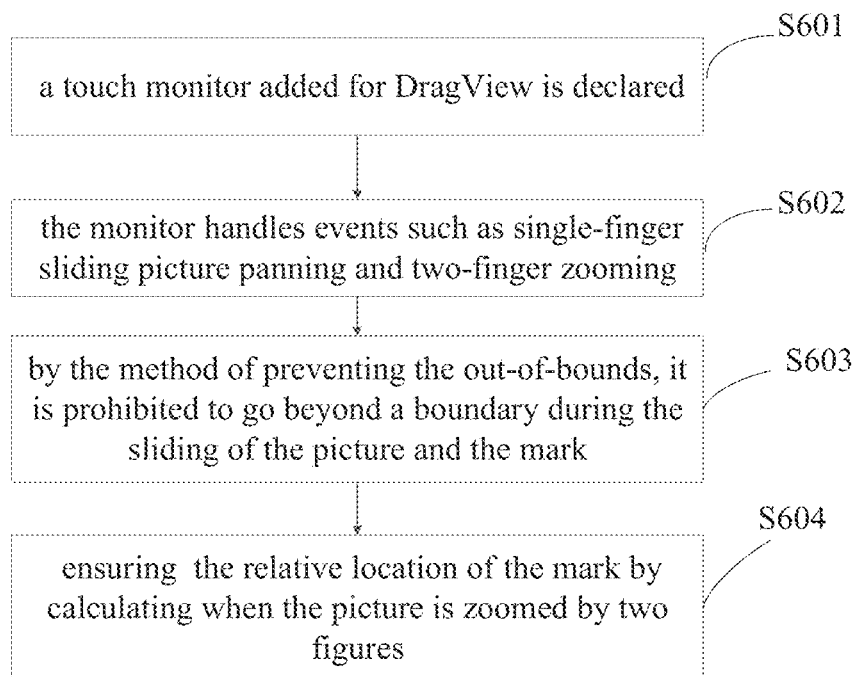 S601
a touch monitor added for DragView is declared
S602
the monitor handles events such as single-finger
sliding picture panning and two-finger zooming
S603
by the method of preventing the out-of-bounds, it
is prohibited to go beyond a boundary during the
sliding of the picture and the mark
S604
ensuring the relative location of the mark by
calculating when the picture is zoomed by two
figures